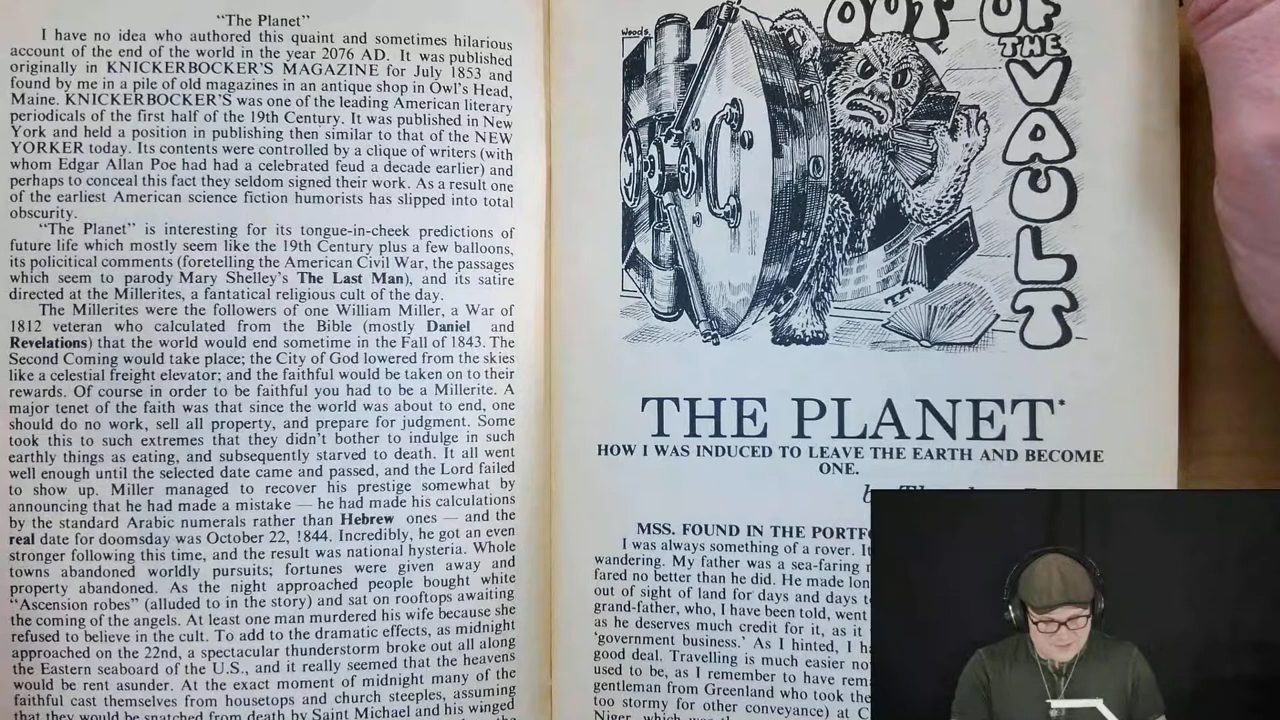 “The Planet”
I have no idea who authored this quaint and sometimes hilarious
account of the end of the world in the year 2076 AD. It was published
originally in KNICKERBOCKER’S MAGAZINE for July 1853 and
found by me in a pile of old magazines in an antique shop in Owl’s Head,
Maine. KNICKERBOCKER’S was one of the leading American literary
periodicals of the first half of the 19th Century. It was published in New
York and held a position in publishing then similar to that of the NEW
YORKER today. Its contents were controlled by a clique of writers (with
whom Edgar Allan Poe had had a celebrated feud a decade earlier) and
perhaps to conceal this fact they seldom signed their work. As a result one
of the earliest American science fiction humorists has slipped into total
obscurity.
“The Planet” is interesting for its tongue-in-cheek predictions of
future life which mostly seem like the 19th Century plus a few balloons,
its policitical comments (foretelling the American Civil War, the passages
which seem to parody Mary Shelley’s The Last Man), and its satire
directed at the Millerites, a fantatical religious cult of the day.
The Millerites were the followers of one William Miller, a War of
1812 veteran who calculated from the Bible (mostly Daniel and
Revelations) that the world would end sometime in the Fall of 1843. The
Second Coming would take place: the City of God lowered from the skies
like a celestial freight elevator; and the faithful would be taken on to their
rewards. Of course in order to be faithful you had to be a Millerite. A
major tenet of the faith was that since the world was about to end, one
should do no work, sell all property, and prepare for judgment. Some
took this to such extremes that they didn’t bother to indulge in such
earthly things as eating, and subsequently starved to death. It all went
well enough until the selected date came and passed, and the Lord failed
to show up. Miller managed to recover his prestige somewhat by
announcing that he had made a mistake — he had made his calculations
by the standard Arabic numerals rather than Hebrew ones — and the
real date for doomsday was October 22, 1844. Incredibly, he got an even
stronger following this time, and the result was national hysteria. Whole
towns abandoned worldly pursuits; fortunes were given away and
property abandoned. As the night approached people bought white
“Ascension robes” (alluded to in the story) and sat on rooftops awaiting
the coming of the angels. At least one man murdered his wife because she
refused to believe in the cult. To add to the dramatic effects, as midnight
approached on the 22nd, a spectacular thunderstorm broke out all along
the Eastern seaboard of the U.S., and it really seemed that the heavens
would be rent asunder. At the exact moment of midnight many of the
faithful cast themselves from housetops and church steeples, assuming
that they would be snatched from death by Saint Michael and his winged
Woods
OUT OF
THE
VAULT
THE PLANET*
HOW I WAS INDUCED TO LEAVE THE EARTH AND BECOME
ONE.
MSS. FOUND IN THE
I was always something of a rover. It
wandering. My father was a sea-faring
fared no better than he did. He made
out of sight of land for days and days
grand-father, who, I have been told, went
as he deserves much credit for it, as it
‘government business.’ As I hinted, I
good deal. Travelling is much easier
used to be, as I remember to have
gentleman from Greenland who took the
too stormy for other conveyance) at
Niger, which was the